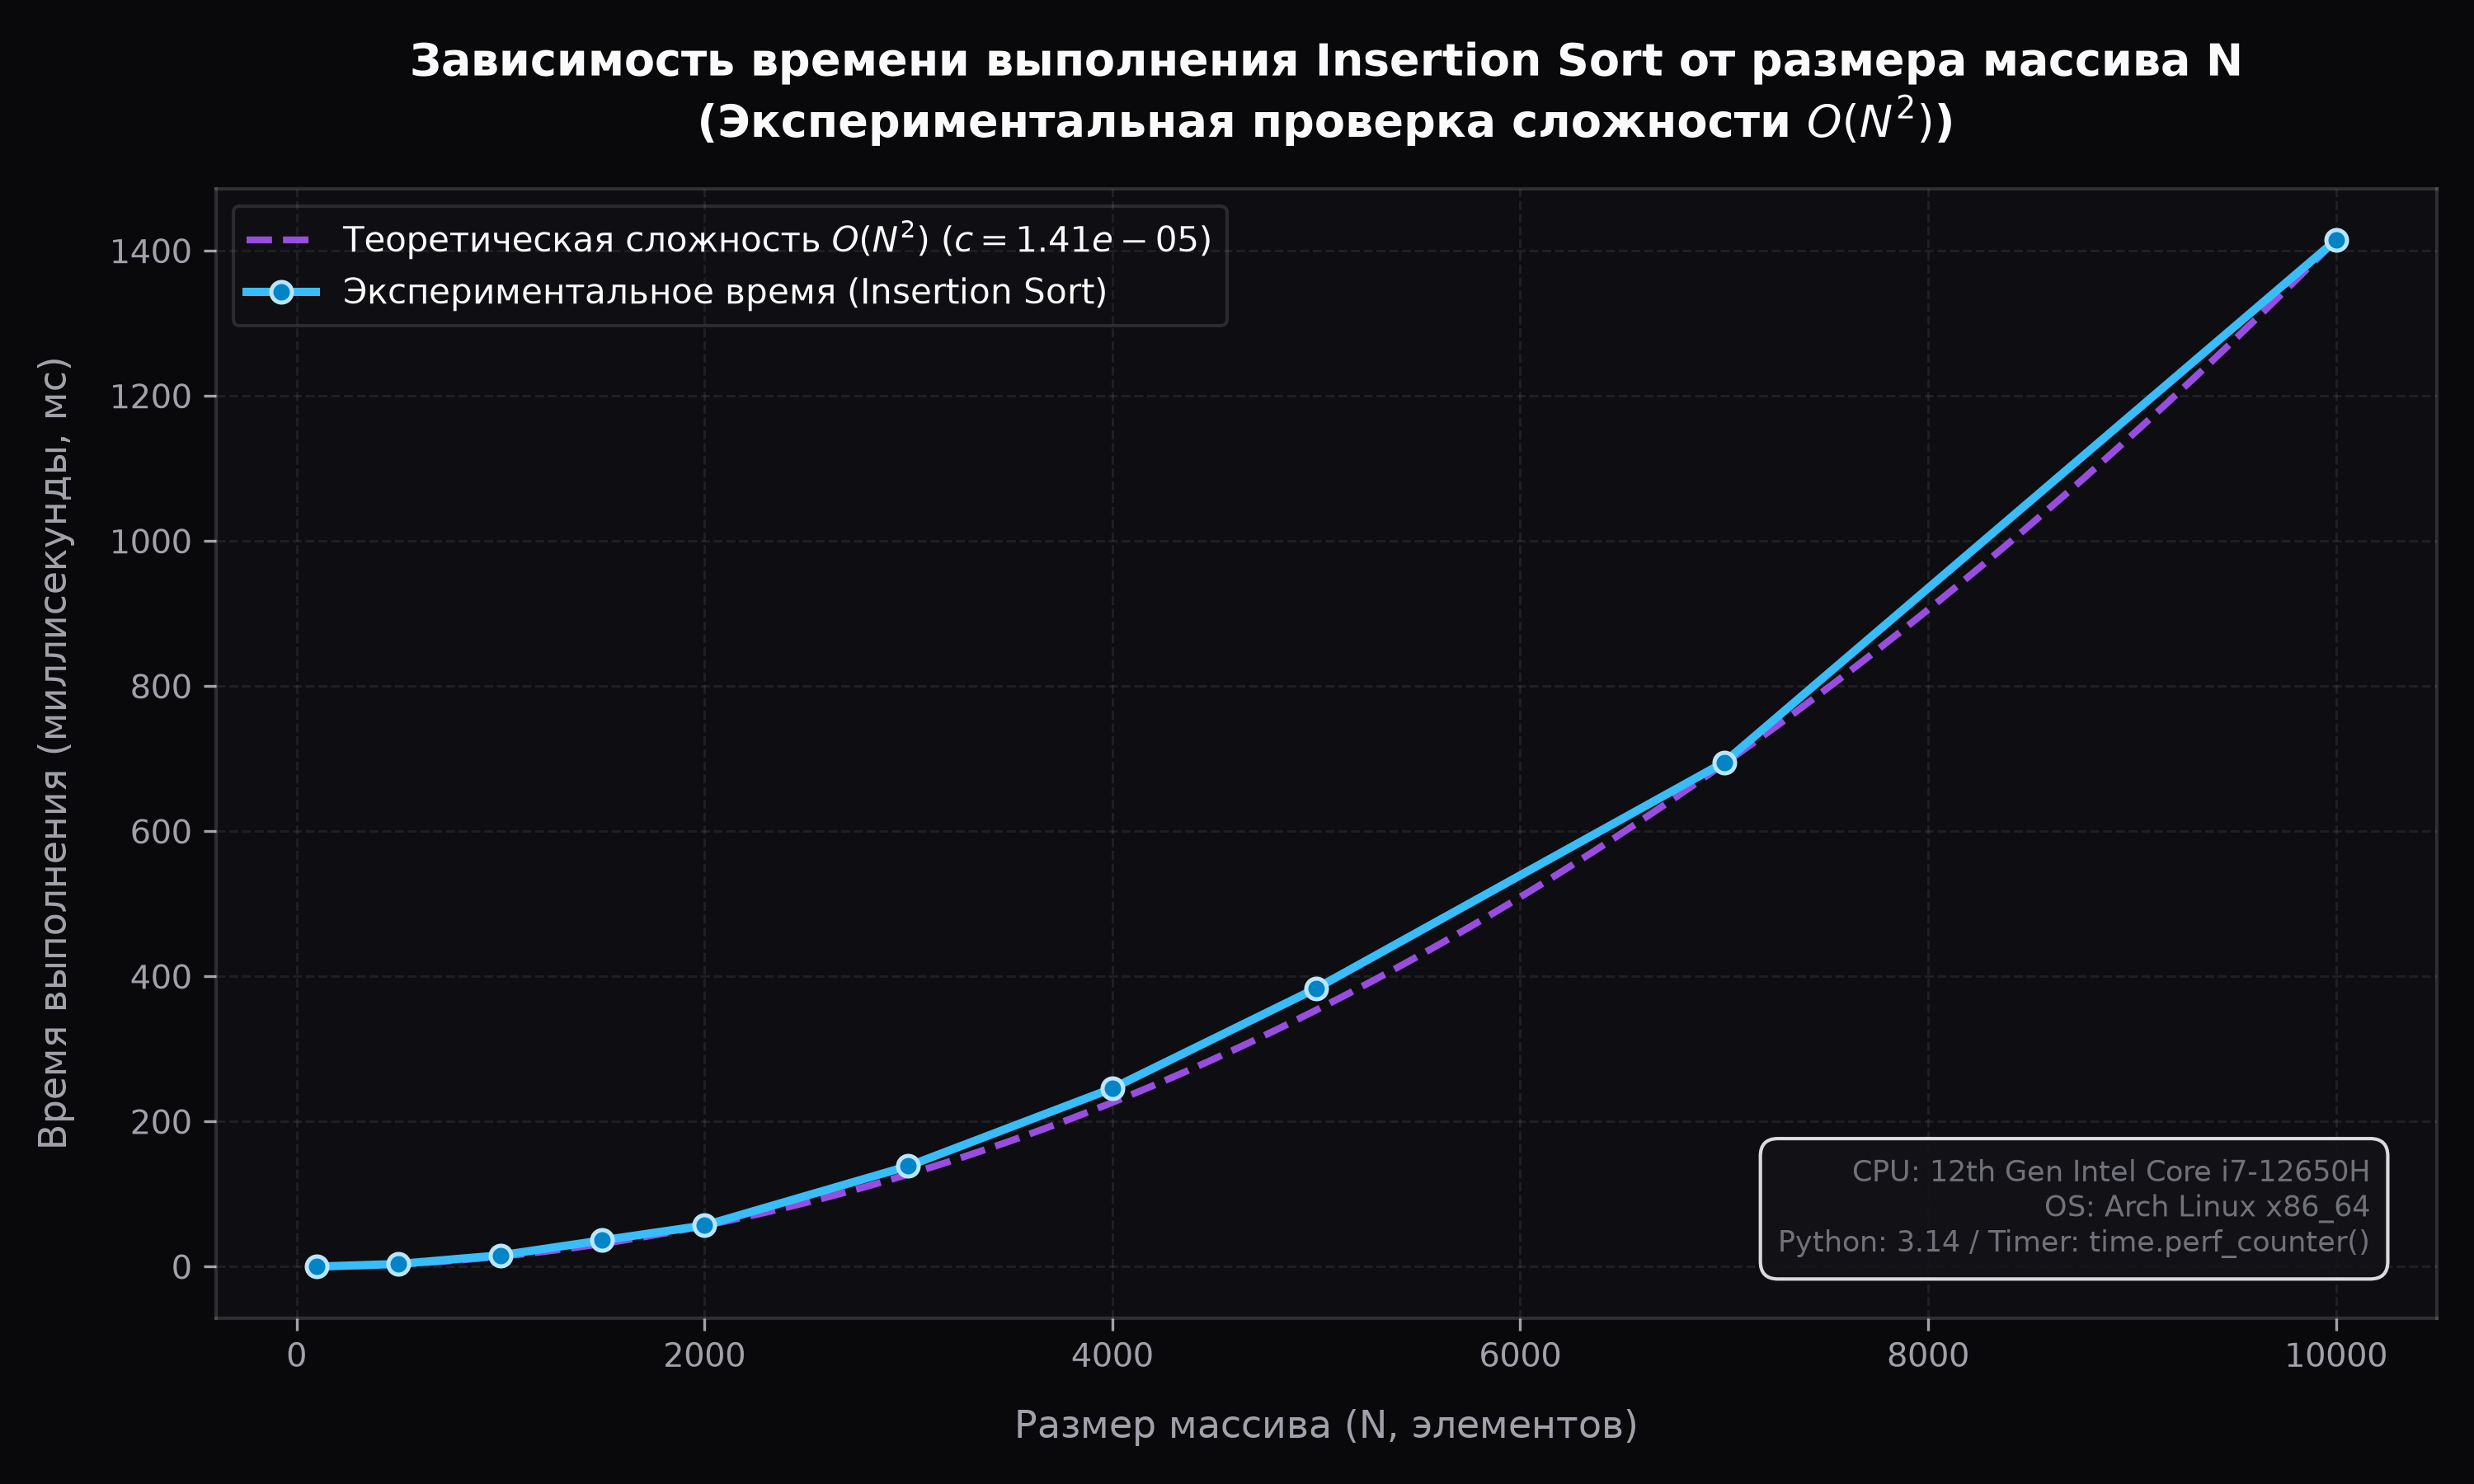 Зависимость времени выполнения Insertion Sort от размера массива N
(Экспериментальная проверка сложности O(N²))
Теоретическая сложность O(N²) (c = 1.41e − 05)
Экспериментальное время (Insertion Sort)
Время выполнения (миллисекунды, мс)
1400
1200
1000
800
600
400
200
0
CPU: 12th Gen Intel Core i7-12650H
OS: Arch Linux x86_64
Python: 3.14 / Timer: time.perf_counter()
0 2000 4000 6000 8000 10000
Размер массива (N, элементов)